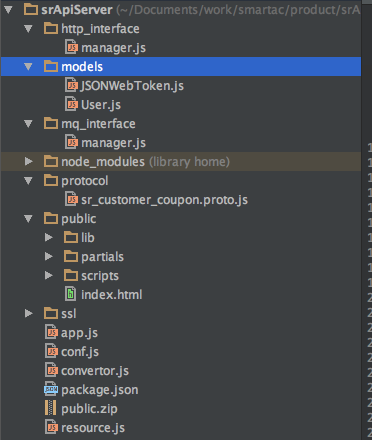 srApiServer (~/Documents/work/smartac/product/srA
http_interface
manager.js
models
JSONWebToken.js
User.js
mq_interface
manager.js
node_modules (library home)
protocol
sr_customer_coupon.proto.js
public
lib
partials
scripts
index.html
ssl
app.js
conf.js
convertor.js
package.json
public.zip
resource.js